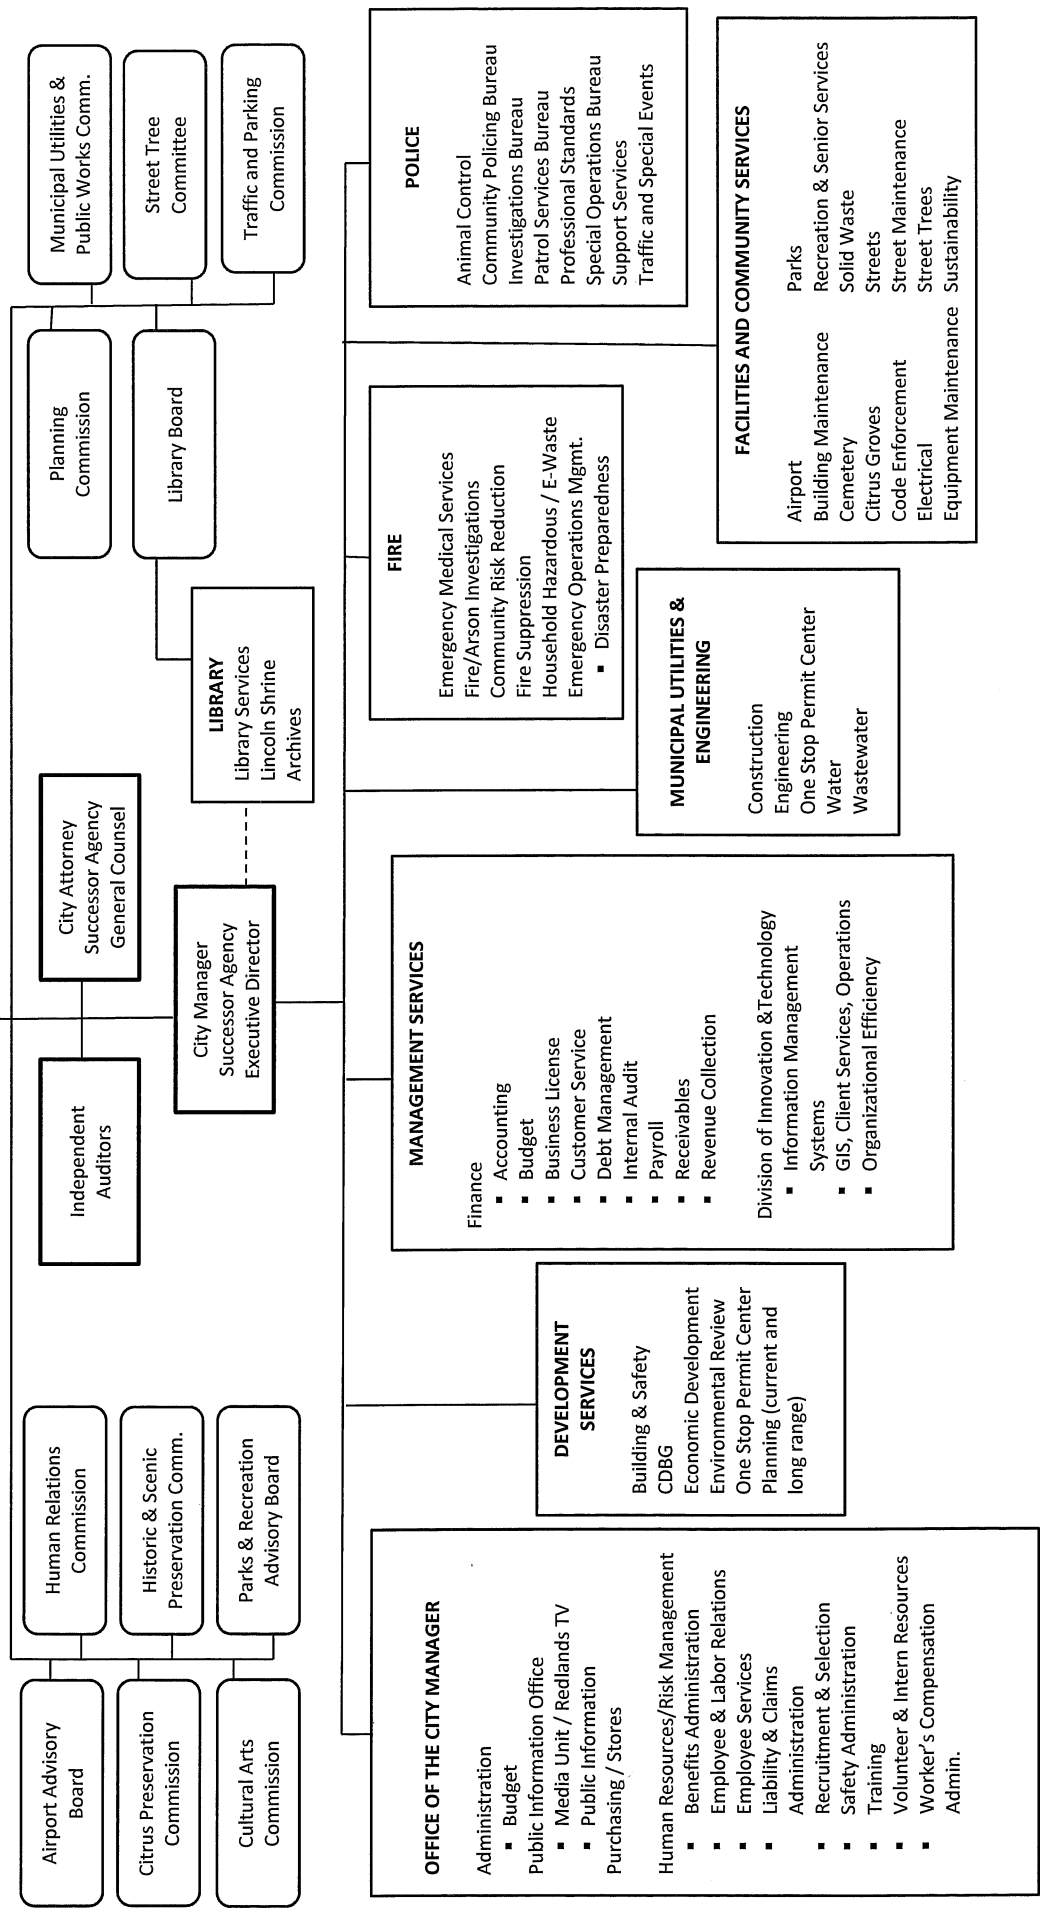 Airport Advisory
Board
Citrus Preservation
Commission
Cultural Arts
Commission
Human Relations
Commission
Historic & Scenic
Preservation Comm.
Parks & Recreation
Advisory Board
Independent
Auditors
City Attorney
Successor Agency
General Counsel
City Manager
Successor Agency
Executive Director
LIBRARY
Library Services
Lincoln Shrine
Archives
Planning
Commission
Library Board
Municipal Utilities &
Public Works Comm.
Street Tree
Committee
Traffic and Parking
Commission
OFFICE OF THE CITY MANAGER
Administration
▪ Budget
Public Information Office
▪ Media Unit / Redlands TV
▪ Public Information
Purchasing / Stores
Human Resources/Risk Management
▪ Benefits Administration
▪ Employee & Labor Relations
▪ Employee Services
▪ Liability & Claims
Administration
▪ Recruitment & Selection
▪ Safety Administration
▪ Training
▪ Volunteer & Intern Resources
▪ Worker's Compensation
Admin.
DEVELOPMENT
SERVICES
Building & Safety
CDBG
Economic Development
Environmental Review
One Stop Permit Center
Planning (current and
long range)
MANAGEMENT SERVICES
Finance
▪ Accounting
▪ Budget
▪ Business License
▪ Customer Service
▪ Debt Management
▪ Internal Audit
▪ Payroll
▪ Receivables
▪ Revenue Collection
Division of Innovation &Technology
▪ Information Management
Systems
▪ GIS, Client Services, Operations
▪ Organizational Efficiency
MUNICIPAL UTILITIES &
ENGINEERING
Construction
Engineering
One Stop Permit Center
Water
Wastewater
FIRE
Emergency Medical Services
Fire/Arson Investigations
Community Risk Reduction
Fire Suppression
Household Hazardous / E-Waste
Emergency Operations Mgmt.
▪ Disaster Preparedness
FACILITIES AND COMMUNITY SERVICES
Airport
Building Maintenance
Cemetery
Citrus Groves
Code Enforcement
Electrical
Equipment Maintenance
Parks
Recreation & Senior Services
Solid Waste
Streets
Street Maintenance
Street Trees
Sustainability
POLICE
Animal Control
Community Policing Bureau
Investigations Bureau
Patrol Services Bureau
Professional Standards
Special Operations Bureau
Support Services
Traffic and Special Events